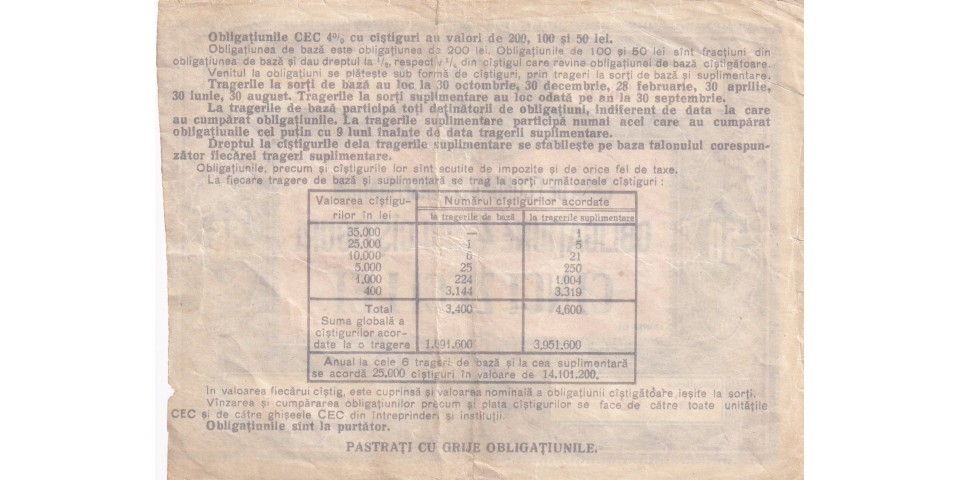 Obligațiunile CEC 4% cu cîștiguri au valori de 200, 100 și 50 lei.
Obligațiunea de bază este obligațiunea de 200 lei. Obligațiunile de 100 și 50 lei sînt fracțiuni din
obligațiunea de bază și dau dreptul la ½, respectiv ¼ din cîștigul care revine obligațiunei de bază cîștigătoare.
Venitul la obligațiuni se plătește sub formă de cîștiguri, prin trageri la sorți de bază și suplimentare.
Tragerile la sorți de bază au loc la 30 octombrie, 30 decembrie, 28 februarie, 30 aprilie,
30 iunie, 30 august. Tragerile la sorți suplimentare au loc odată pe an la 30 septembrie.
La tragerile de bază participă toți deținătorii de obligațiuni, indiferent de data la care
au cumpărat obligațiunile. La tragerile suplimentare participă numai acei care au cumpărat
obligațiunile cel puțin cu 9 luni înainte de data tragerii suplimentare.
Dreptul la cîștigurile dela tragerile suplimentare se stabilește pe baza talonului corespun-
zător fiecărei trageri suplimentare.
Obligațiunile, precum și cîștigurile lor sînt scutite de impozite și de orice fel de taxe.
La fiecare tragere de bază și suplimentară se trag la sorți următoarele cîștiguri :
Valoarea cîștigu- Numărul cîștigurilor acordate
rilor în lei la tragerile de bază la tragerile suplimentare
35.000 — 1
25.000 1 5
10.000 6 21
5.000 25 250
1.000 224 1.004
400 3.144 3.319
Total 3.400 4.600
Suma globală a
cîștigurilor acor-
date la o tragere 1.691.600 3.951.600
Anual la cele 6 trageri de bază și la cea suplimentară
se acordă 25.000 cîștiguri în valoare de 14.101.200.
In valoarea fiecărui cîștig, este cuprinsă și valoarea nominală a obligațiunii cîștigătoare ieșite la sorți.
Vînzarea și cumpărarea obligațiunilor precum și plata cîștigurilor se face de către toate unitățile
CEC și de către ghișeele CEC din întreprinderi și instituții.
Obligațiunile sînt la purtător.
PASTRAȚI CU GRIJE OBLIGAȚIUNILE.